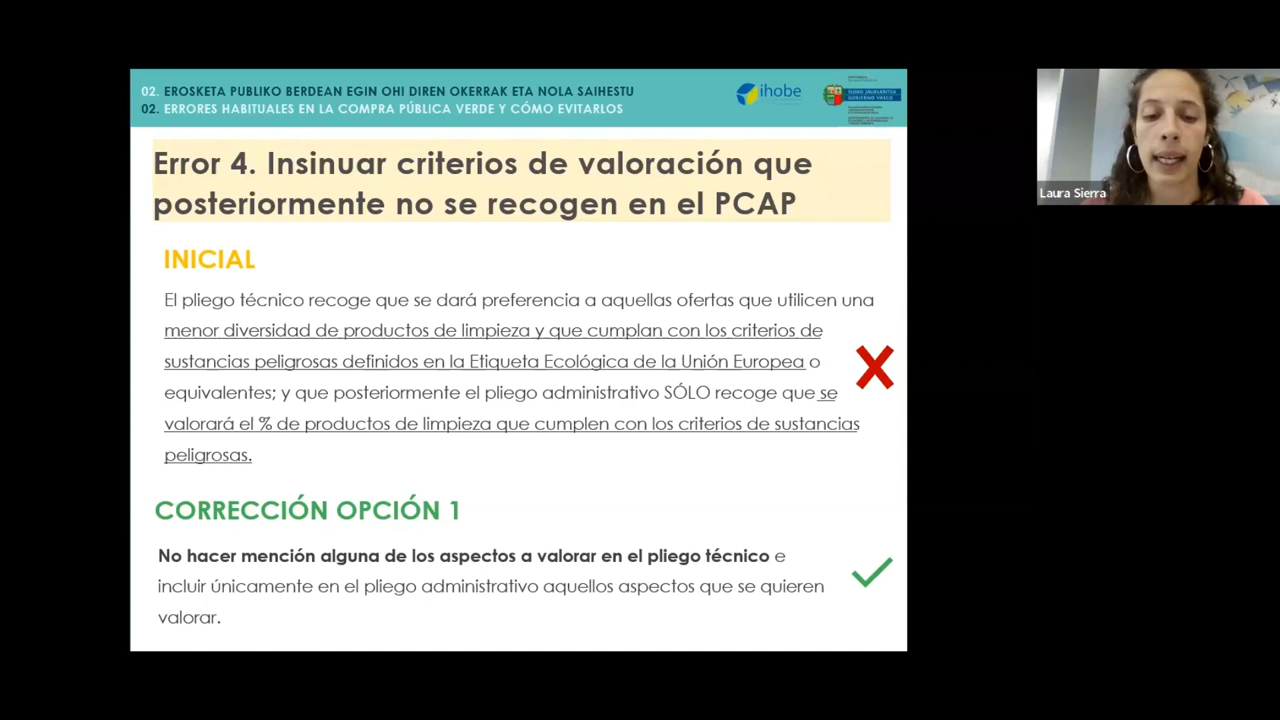 02. EROSKETA PUBLIKO BERDEAN EGIN OHI DIREN OKERRAK ETA NOLA SAIHESTU
02. ERRORES HABITUALES EN LA COMPRA PÚBLICA VERDE Y CÓMO EVITARLOS
ihobe
EUSKO JAURLARITZA
GOBIERNO VASCO
Error 4. Insinuar criterios de valoración que
posteriormente no se recogen en el PCAP
INICIAL
El pliego técnico recoge que se dará preferencia a aquellas ofertas que utilicen una
menor diversidad de productos de limpieza y que cumplan con los criterios de
sustancias peligrosas definidos en la Etiqueta Ecológica de la Unión Europea o
equivalentes; y que posteriormente el pliego administrativo SÓLO recoge que se
valorará el % de productos de limpieza que cumplen con los criterios de sustancias
peligrosas.
CORRECCIÓN OPCIÓN 1
No hacer mención alguna de los aspectos a valorar en el pliego técnico e
incluir únicamente en el pliego administrativo aquellos aspectos que se quieren
valorar.
Laura Sierra